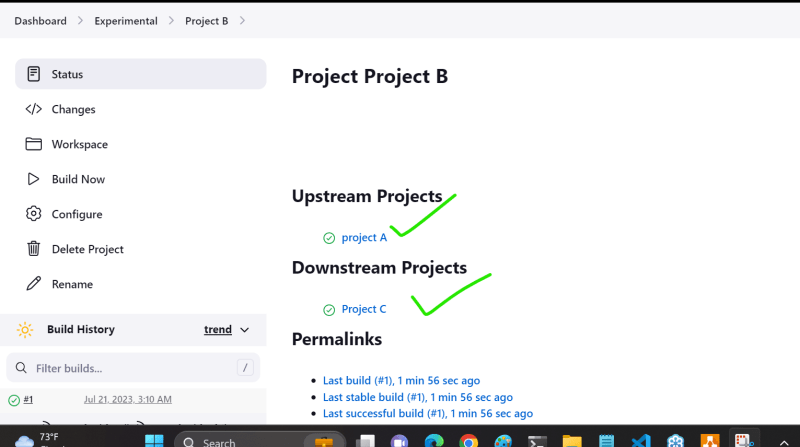 Dashboard > Experimental > Project B >
Status
Changes
Workspace
Build Now
Configure
Delete Project
Rename
Build History trend
Filter builds... /
#1 Jul 21, 2023, 3:10 AM
Project Project B
Upstream Projects
project A
Downstream Projects
Project C
Permalinks
Last build (#1), 1 min 56 sec ago
Last stable build (#1), 1 min 56 sec ago
Last successful build (#1), 1 min 56 sec ago
73°F
Search